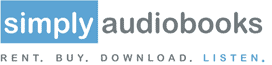 simply audiobooks
RENT. BUY. DOWNLOAD. LISTEN.